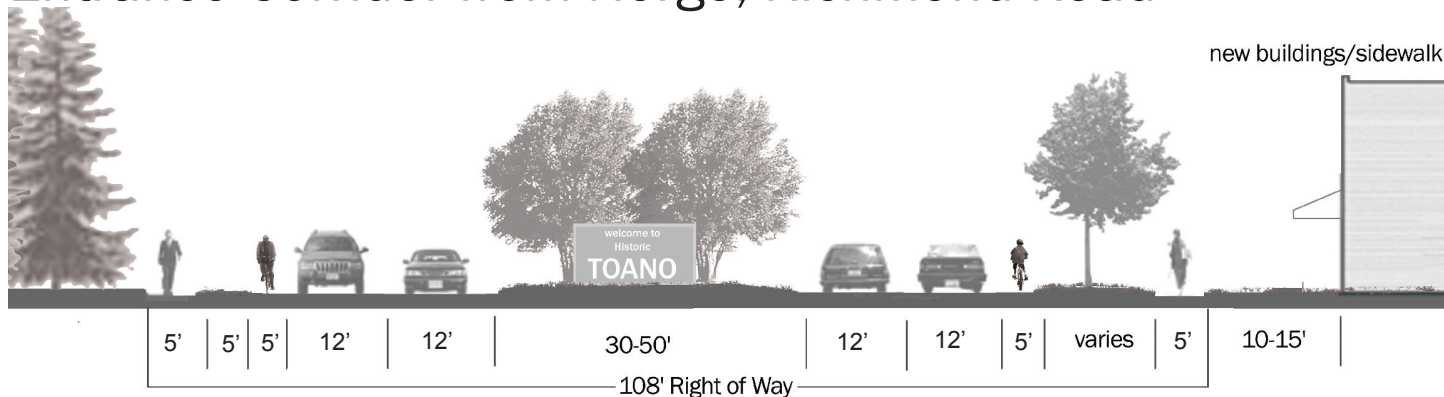 new buildings/sidewalk
welcome to
Historic
TOANO
5' 5' 5' 12' 12' 30-50' 12' 12' 5' varies 5' 10-15'
108' Right of Way